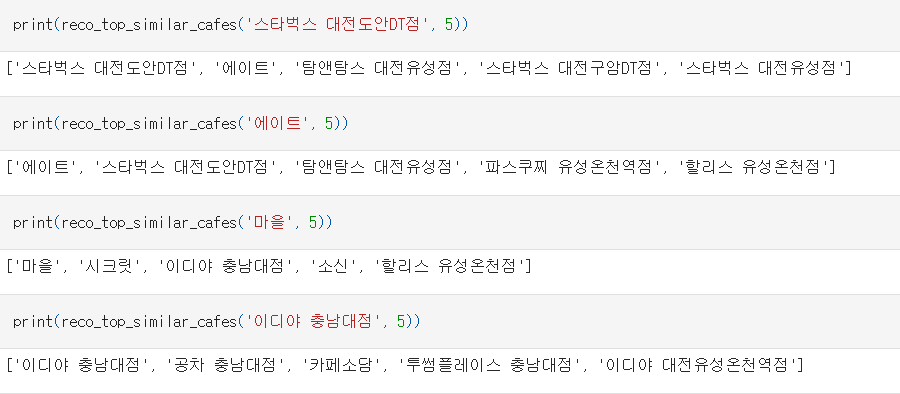 print(reco_top_similar_cafes('스타벅스 대전도안DT점', 5))
['스타벅스 대전도안DT점', '에이트', '탐앤탐스 대전유성점', '스타벅스 대전구암DT점', '스타벅스 대전유성점']
print(reco_top_similar_cafes('에이트', 5))
['에이트', '스타벅스 대전도안DT점', '탐앤탐스 대전유성점', '파스쿠찌 유성온천역점', '할리스 유성온천점']
print(reco_top_similar_cafes('마을', 5))
['마을', '시크릿', '이디야 충남대점', '소신', '할리스 유성온천점']
print(reco_top_similar_cafes('이디야 충남대점', 5))
['이디야 충남대점', '공차 충남대점', '카페소담', '투썸플레이스 충남대점', '이디야 대전유성온천역점']